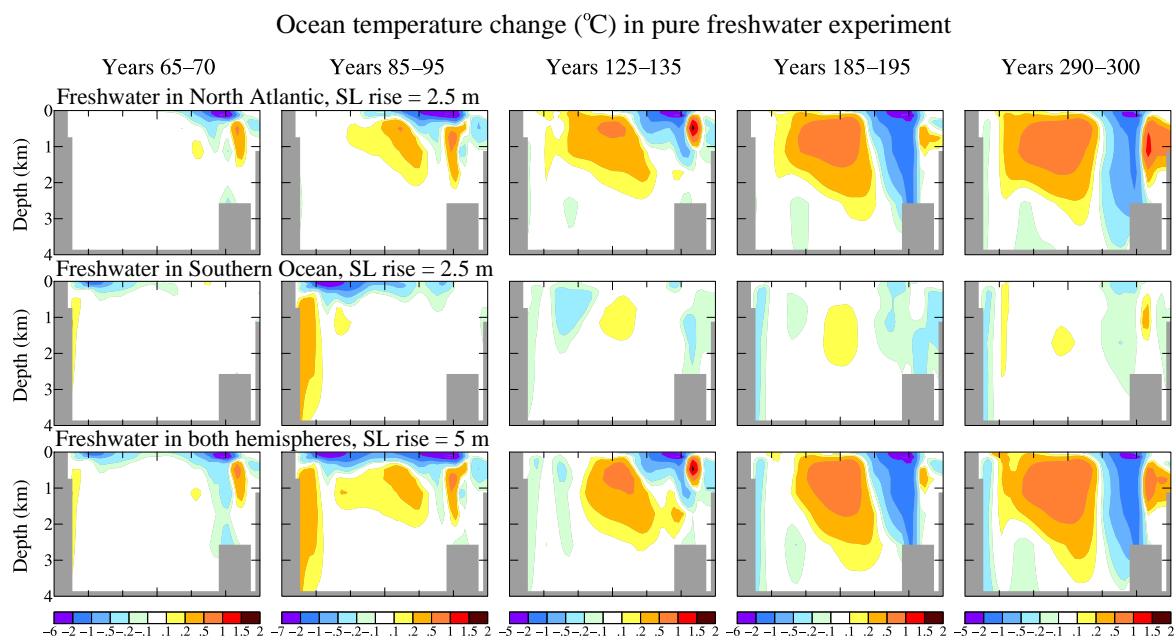 Ocean temperature change (°C) in pure freshwater experiment
Years 65–70 Years 85–95 Years 125–135 Years 185–195 Years 290–300
Freshwater in North Atlantic, SL rise = 2.5 m
0
1
2
3
4
Depth (km)
Freshwater in Southern Ocean, SL rise = 2.5 m
0
1
2
3
4
Depth (km)
Freshwater in both hemispheres, SL rise = 5 m
0
1
2
3
4
Depth (km)
−6 −2 −1 −.5 −.2 −.1 .1 .2 .5 1 1.5 2
−7 −2 −1 −.5 −.2 −.1 .1 .2 .5 1 1.5 2
−5 −2 −1 −.5 −.2 −.1 .1 .2 .5 1 1.5 2
−6 −2 −1 −.5 −.2 −.1 .1 .2 .5 1 1.5 2
−5 −2 −1 −.5 −.2 −.1 .1 .2 .5 1 1.5 2